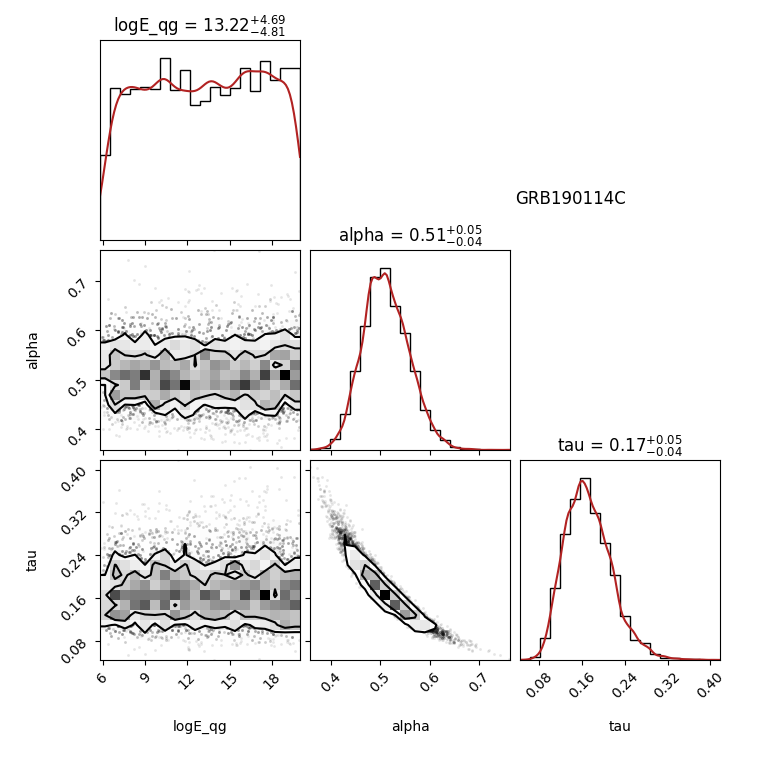 logE_qg = 13.22+4.69−4.81
GRB190114C
alpha = 0.51+0.05−0.04
0.7
0.6
0.5
0.4
alpha
tau = 0.17+0.05−0.04
0.40
0.32
0.24
0.16
0.08
tau
6 9 12 15 18
0.4 0.5 0.6 0.7
0.08 0.16 0.24 0.32 0.40
logE_qg alpha tau